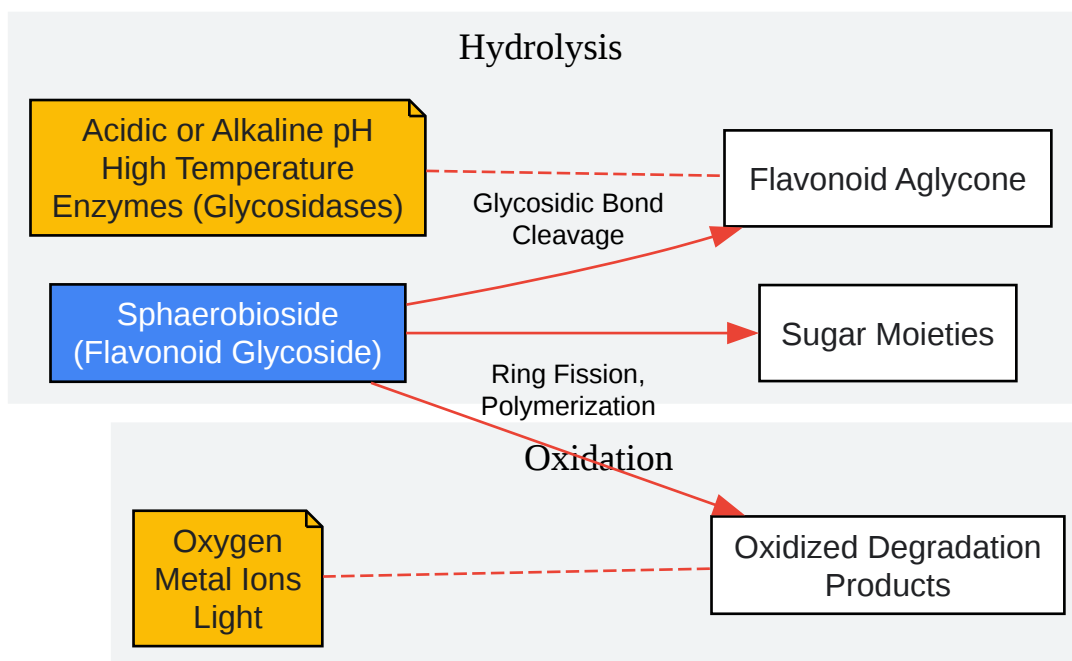 Hydrolysis
Acidic or Alkaline pH
High Temperature
Enzymes (Glycosidases)
Flavonoid Aglycone
Glycosidic Bond
Cleavage
Sphaerobioside
(Flavonoid Glycoside)
Sugar Moieties
Ring Fission,
Polymerization
Oxidation
Oxygen
Metal Ions
Light
Oxidized Degradation
Products